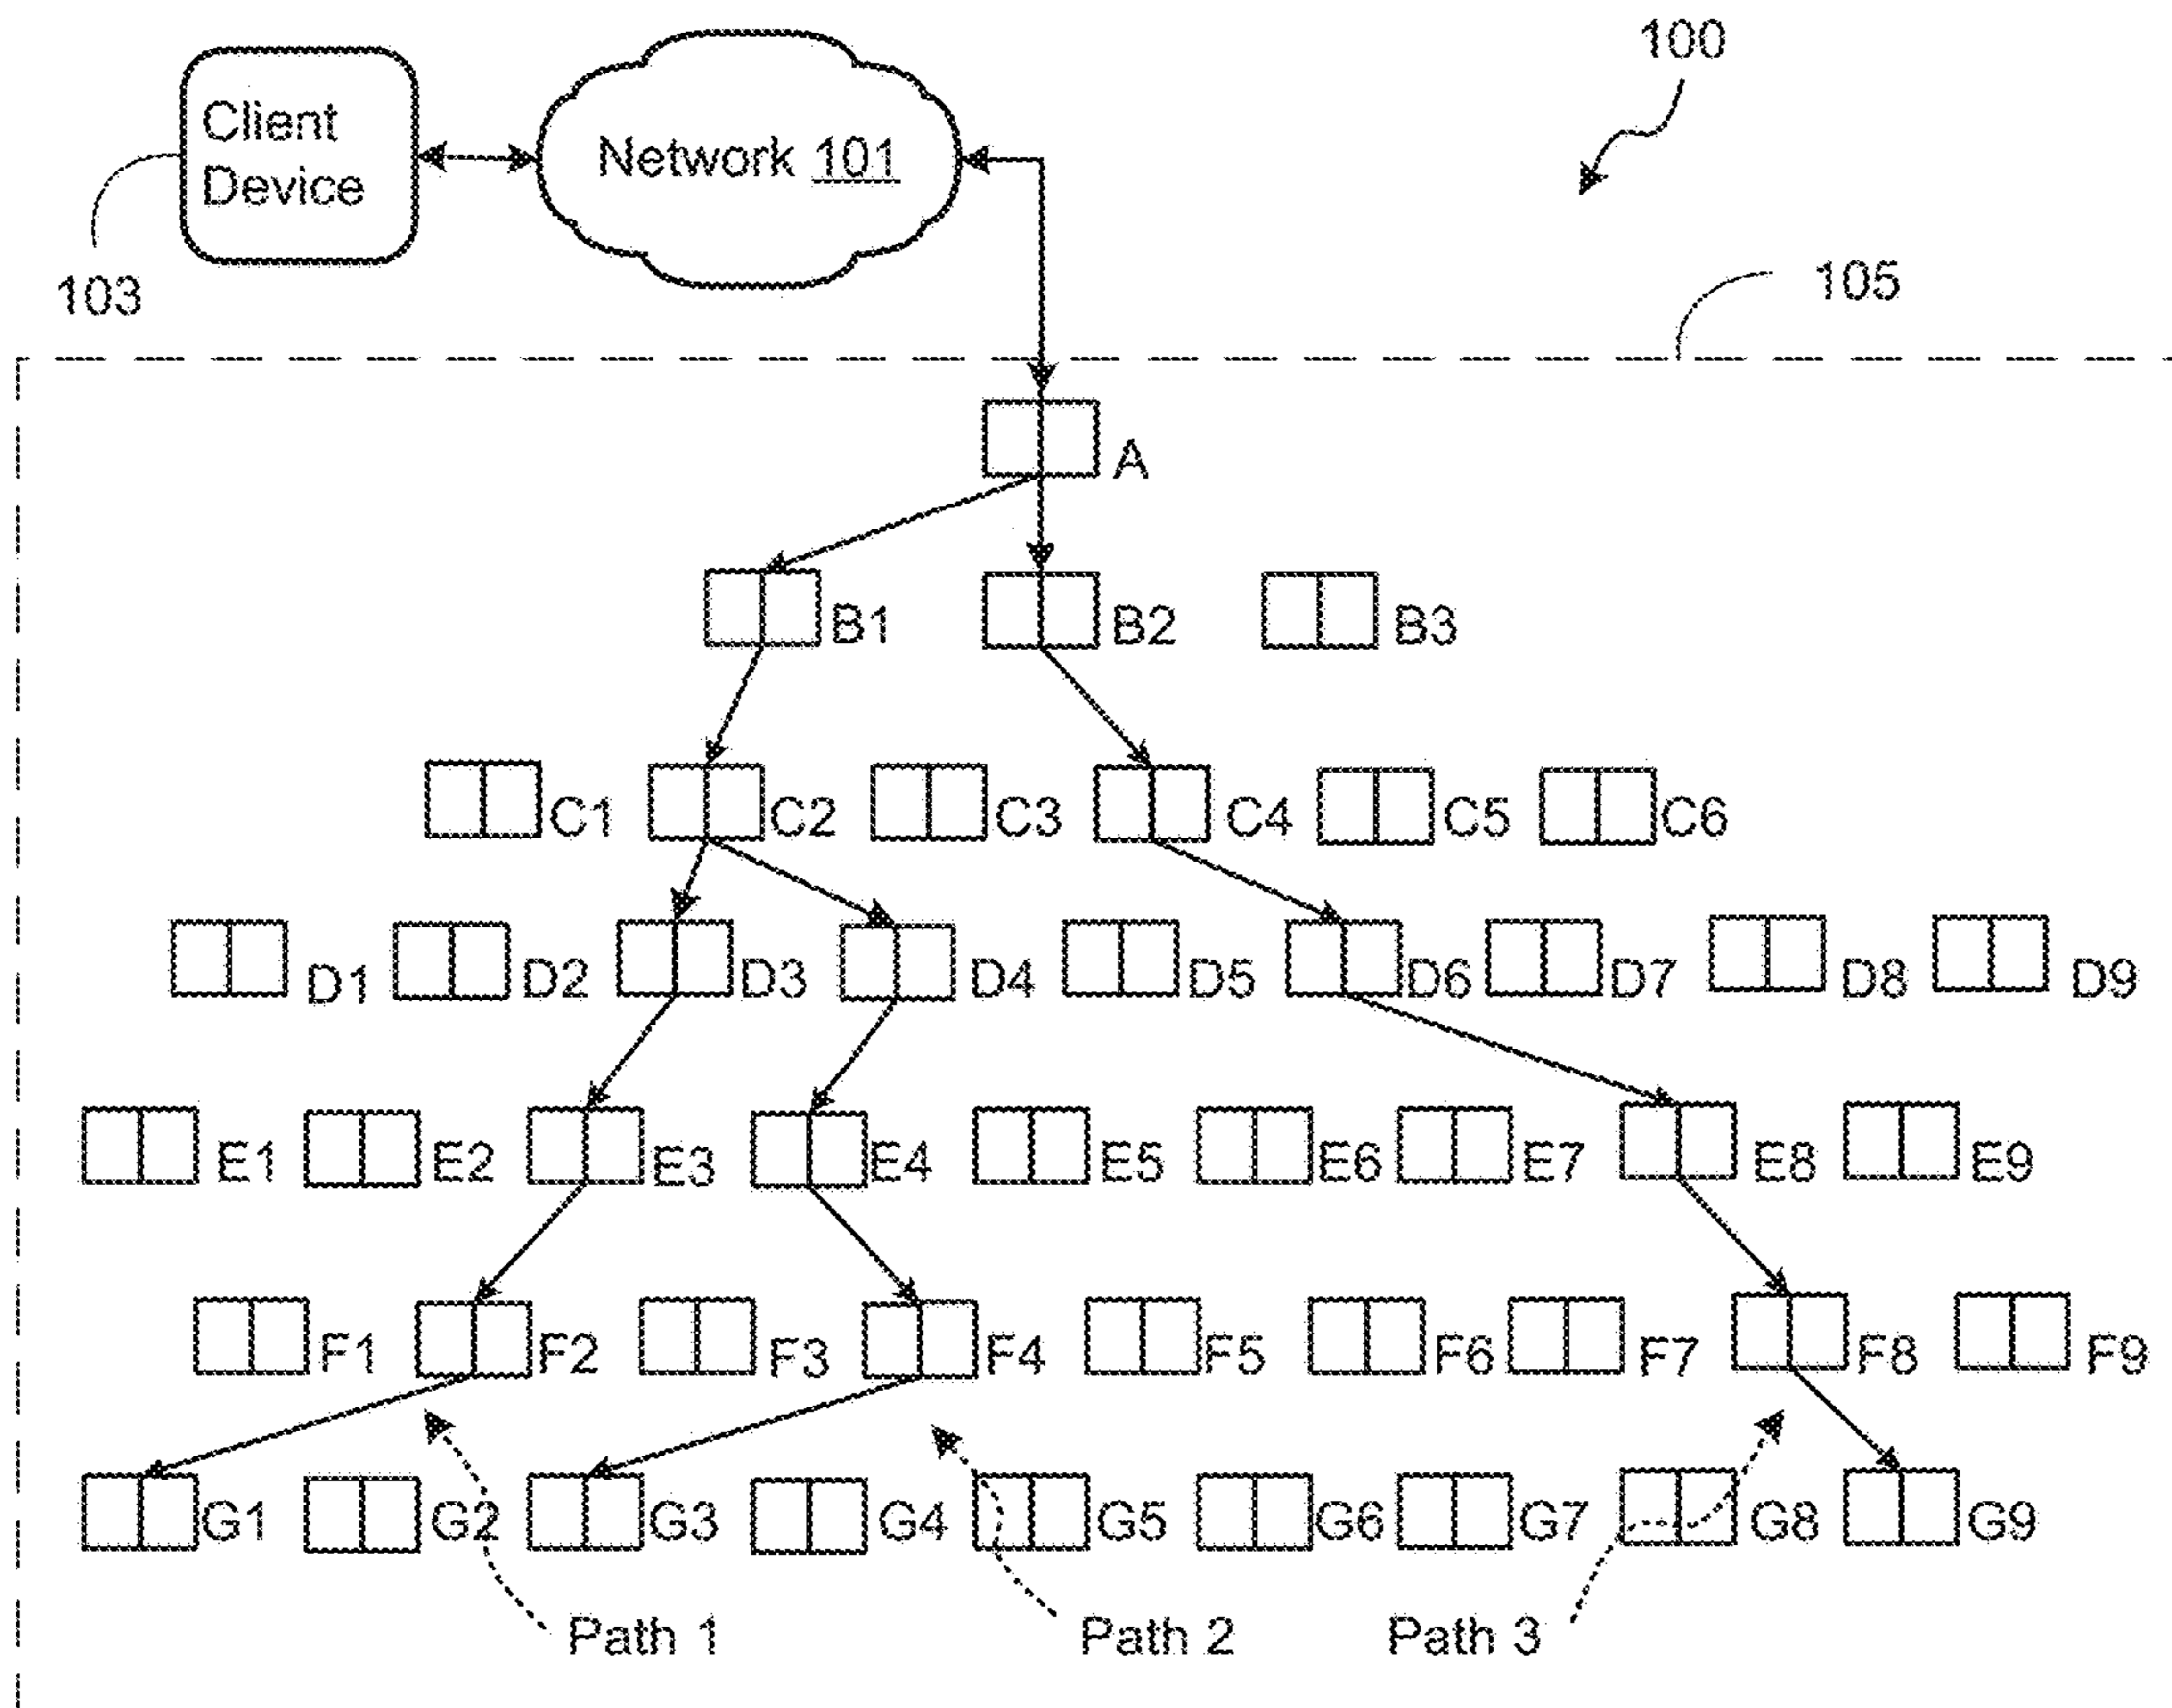 100
Client
Device
Network 101
103
105
A
B1 B2 B3
C1 C2 C3 C4 C5 C6
D1 D2 D3 D4 D5 D6 D7 D8 D9
E1 E2 E3 E4 E5 E6 E7 E8 E9
F1 F2 F3 F4 F5 F6 F7 F8 F9
G1 G2 G3 G4 G5 G6 G7 G8 G9
Path 1 Path 2 Path 3